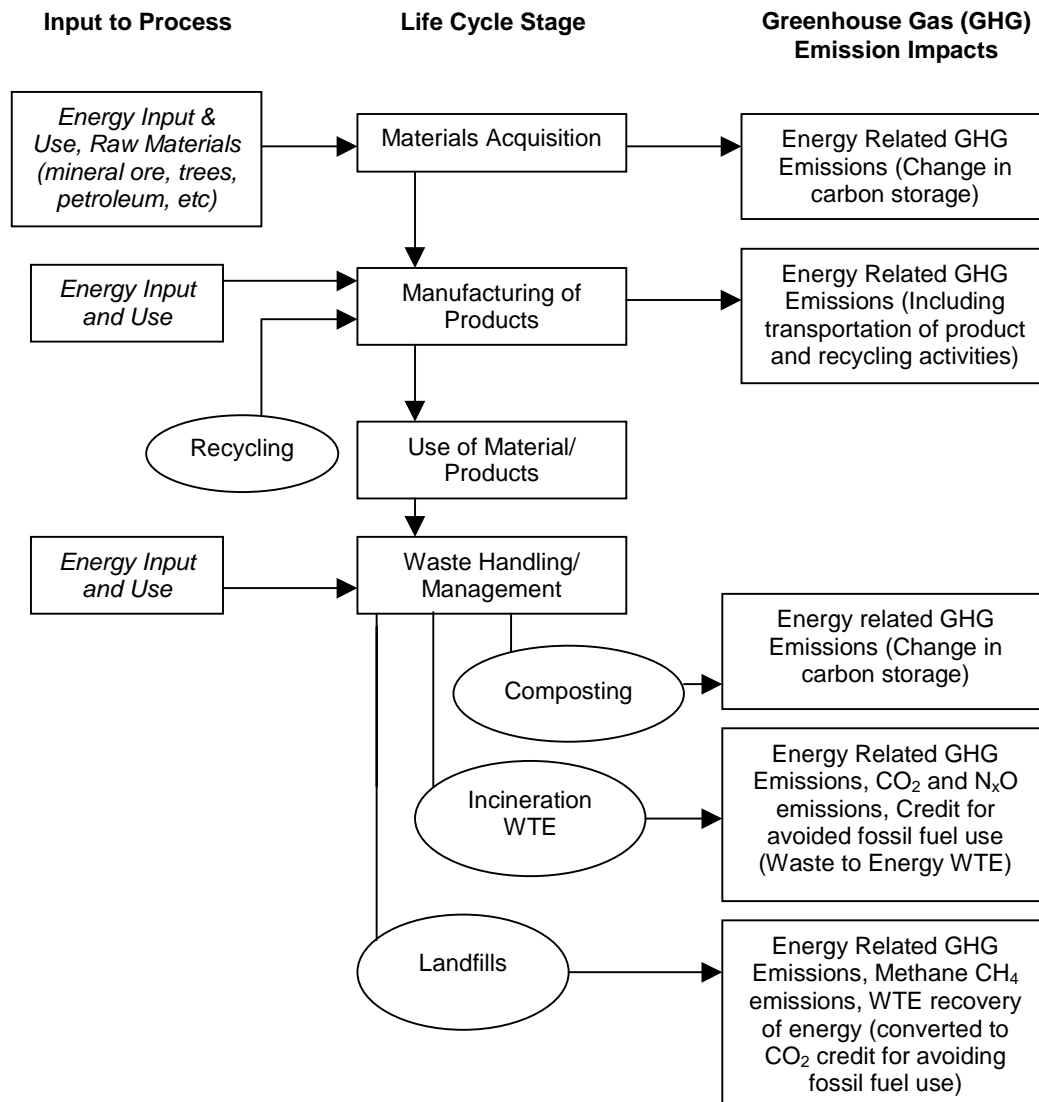 Input to Process
Life Cycle Stage
Greenhouse Gas (GHG)
Emission Impacts
Energy Input &
Use, Raw Materials
(mineral ore, trees,
petroleum, etc)
Materials Acquisition
Energy Related GHG
Emissions (Change in
carbon storage)
Energy Input
and Use
Manufacturing of
Products
Energy Related GHG
Emissions (Including
transportation of product
and recycling activities)
Recycling
Use of Material/
Products
Energy Input
and Use
Waste Handling/
Management
Composting
Energy related GHG
Emissions (Change in
carbon storage)
Incineration
WTE
Energy Related GHG
Emissions, CO₂ and NₓO
emissions, Credit for
avoided fossil fuel use
(Waste to Energy WTE)
Landfills
Energy Related GHG
Emissions, Methane CH₄
emissions, WTE recovery
of energy (converted to
CO₂ credit for avoiding
fossil fuel use)